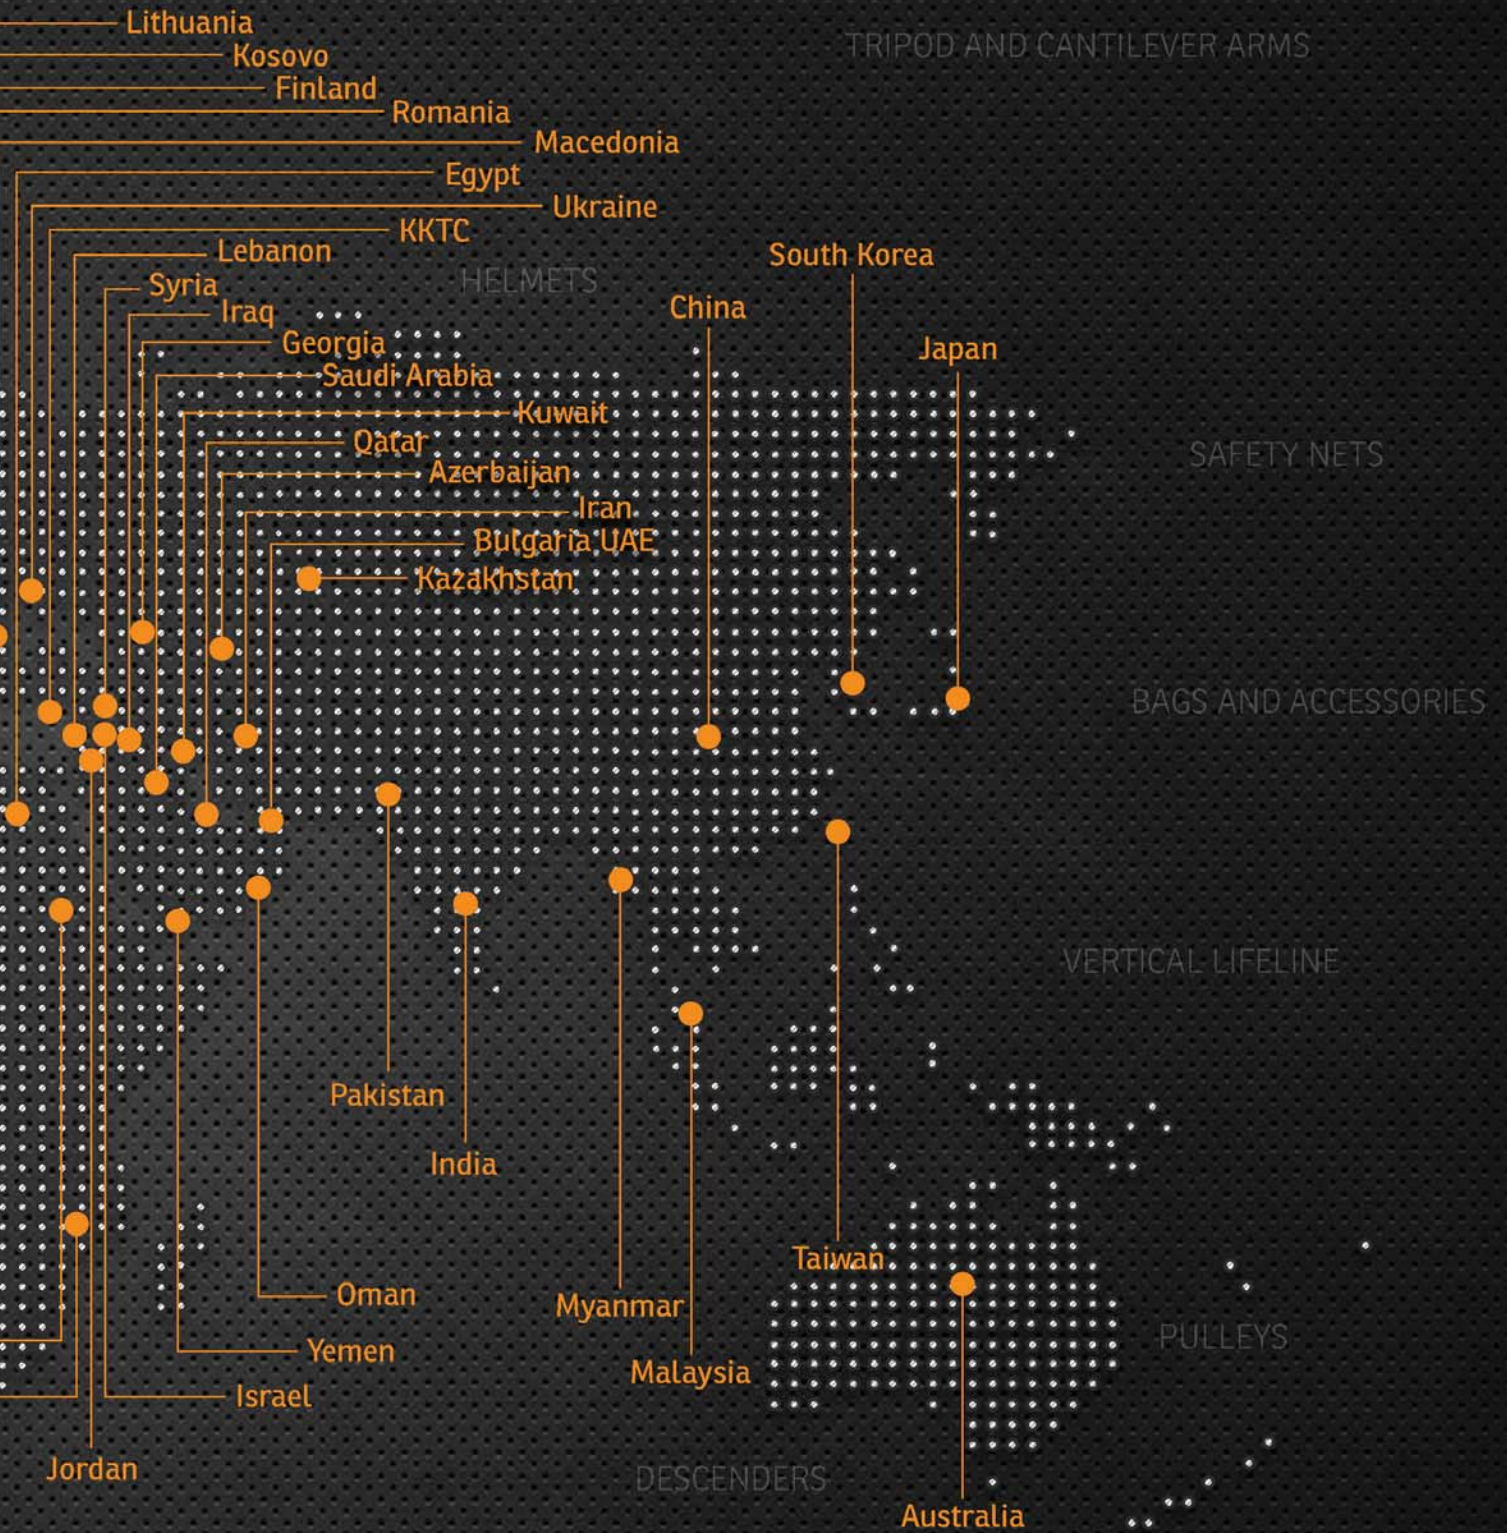 Lithuania
TRIPOD AND CANTILEVER ARMS
Kosovo
Finland
Romania
Macedonia
Egypt
Ukraine
KKTC
Lebanon
South Korea
HELMETS
Syria
China
Iraq
Georgia
Japan
Saudi Arabia
Kuwait
Qatar
SAFETY NETS
Azerbaijan
Iran
Bulgaria UAE
Kazakhstan
BAGS AND ACCESSORIES
VERTICAL LIFELINE
Pakistan
India
Taiwan
Oman
Myanmar
PULLEYS
Yemen
Malaysia
Israel
Jordan
DESCENDERS
Australia